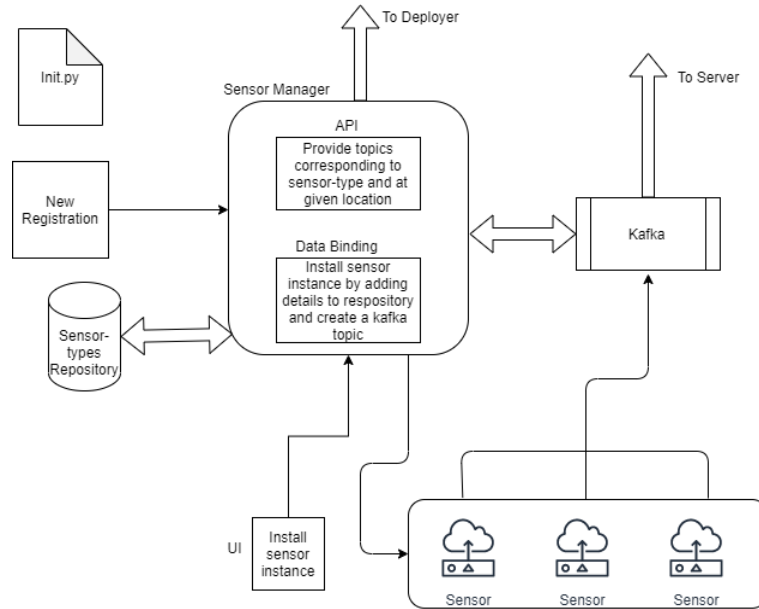 To Deployer
Init.py
To Server
Sensor Manager
API
Provide topics
corresponding to
sensor-type and at
given location
New
Registration
Kafka
Data Binding
Install sensor
instance by adding
details to respository
and create a kafka
topic
Sensor-
types
Repository
UI
Install
sensor
instance
Sensor
Sensor
Sensor